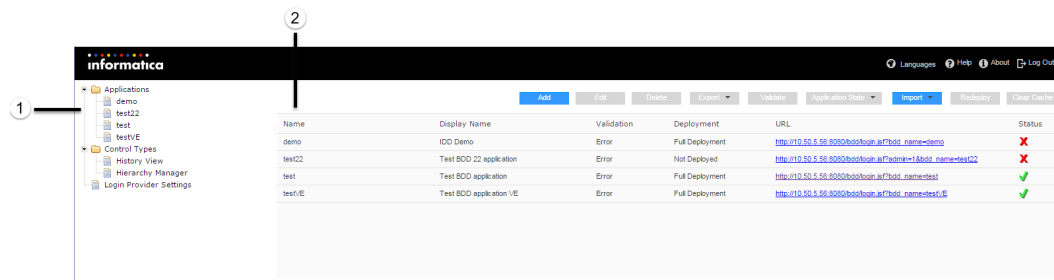 2
informatica
Languages Help About Log Out
1
Applications
demo
test22
test
testVE
Control Types
History View
Hierarchy Manager
Login Provider Settings
Add Edit Delete Export Validate Application State Import Redeploy Clear Cache
Name Display Name Validation Deployment URL Status
demo IDD Demo Error Full Deployment http://10.50.5.56:8080/bdd/login.jsf?bdd_name=demo
test22 Test BDD 22 application Error Not Deployed http://10.50.5.56:8080/bdd/login.jsf?admin=1&bdd_name=test22
test Test BDD application Error Full Deployment http://10.50.5.56:8080/bdd/login.jsf?bdd_name=test
testVE Test BDD application VE Error Full Deployment http://10.50.5.56:8080/bdd/login.jsf?bdd_name=testVE